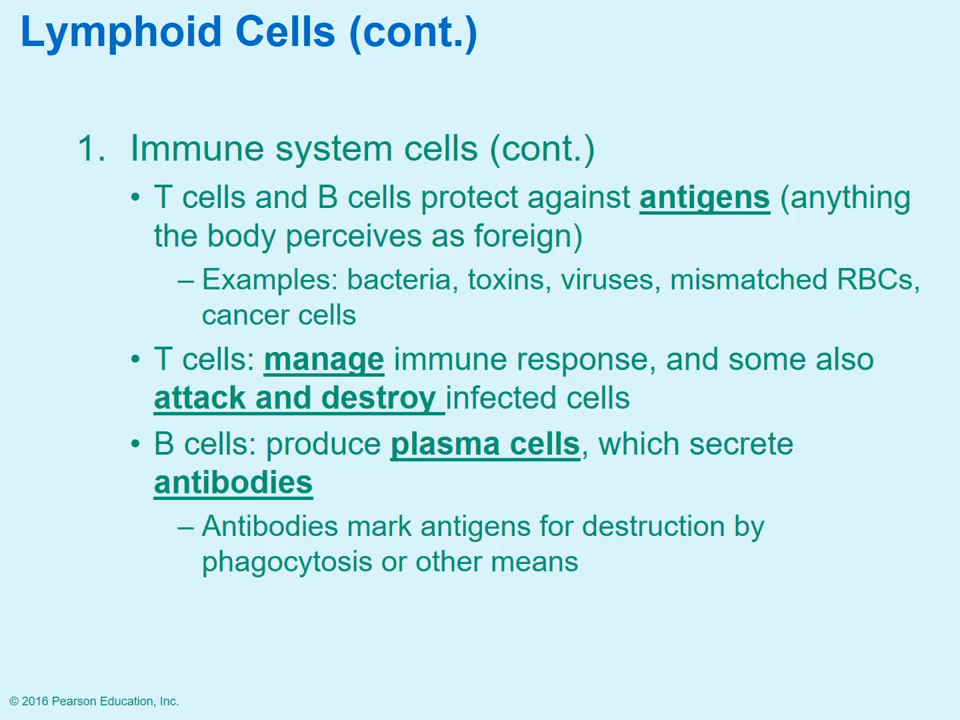 Lymphoid Cells (cont.)
1. Immune system cells (cont.)
• T cells and B cells protect against antigens (anything
the body perceives as foreign)
– Examples: bacteria, toxins, viruses, mismatched RBCs,
cancer cells
• T cells: manage immune response, and some also
attack and destroy infected cells
• B cells: produce plasma cells, which secrete
antibodies
– Antibodies mark antigens for destruction by
phagocytosis or other means
© 2016 Pearson Education, Inc.